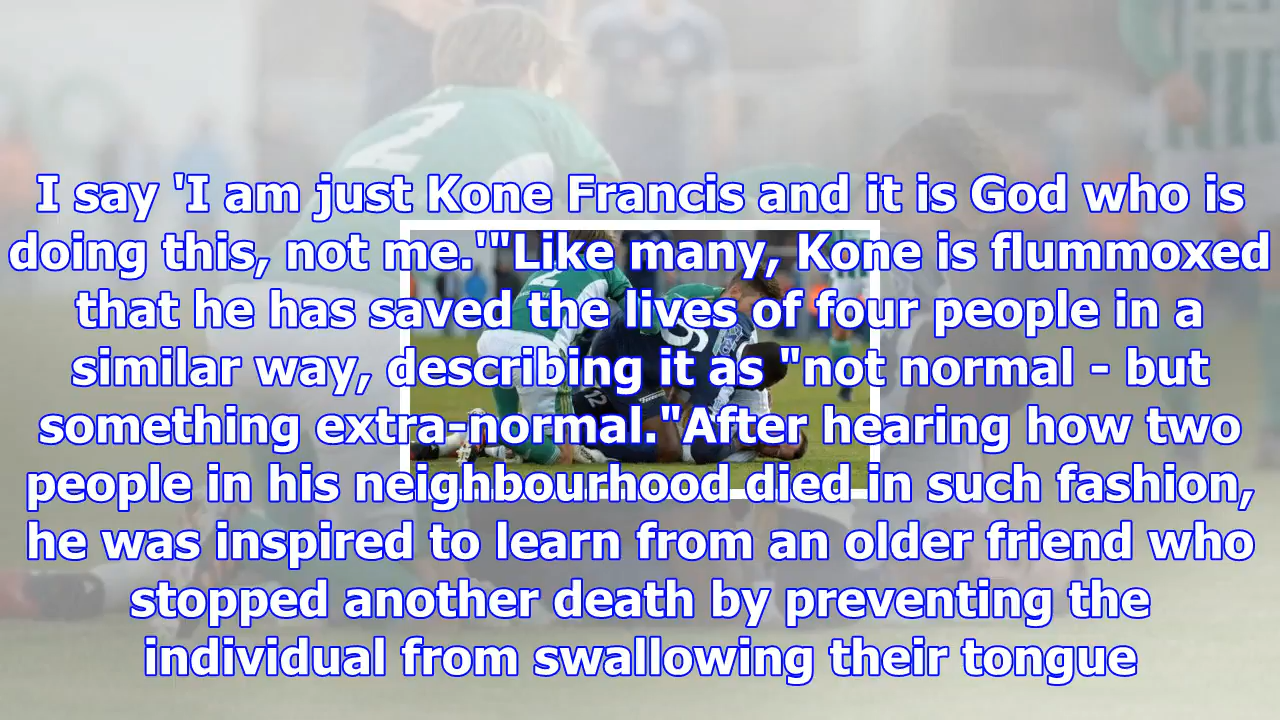 I say 'I am just Kone Francis and it is God who is
doing this, not me.'"Like many, Kone is flummoxed
that he has saved the lives of four people in a
similar way, describing it as "not normal - but
something extra-normal."After hearing how two
people in his neighbourhood died in such fashion,
he was inspired to learn from an older friend who
stopped another death by preventing the
individual from swallowing their tongue
2
9
12